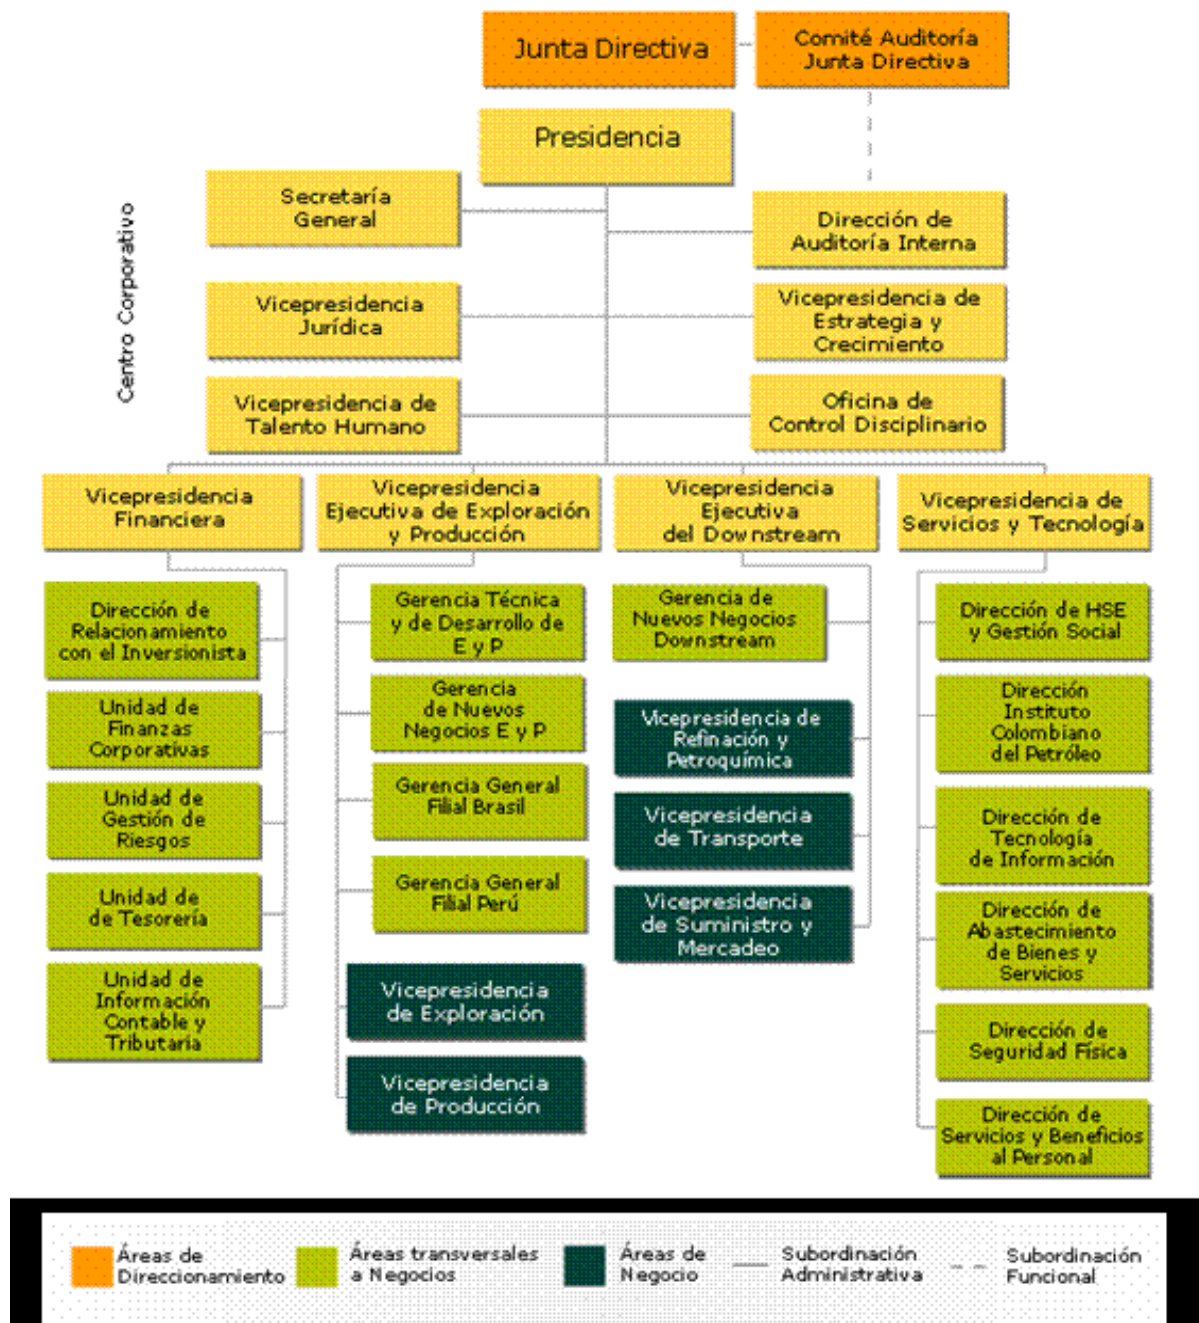 Junta Directiva
Comité Auditoría
Junta Directiva
Presidencia
Centro Corporativo
Secretaría
General
Dirección de
Auditoría Interna
Vicepresidencia
Jurídica
Vicepresidencia de
Estrategia y
Crecimiento
Vicepresidencia de
Talento Humano
Oficina de
Control Disciplinario
Vicepresidencia
Financiera
Vicepresidencia
Ejecutiva de Exploración
y Producción
Vicepresidencia
Ejecutiva
del Downstream
Vicepresidencia de
Servicios y Tecnología
Dirección de
Relacionamiento
con el Inversionista
Unidad de
Finanzas
Corporativas
Unidad de
Gestión de
Riesgos
Unidad de
de Tesorería
Unidad de
Información
Contable y
Tributaria
Gerencia Técnica
y de Desarrollo de
E y P
Gerencia
de Nuevos
Negocios E y P
Gerencia General
Filial Brasil
Gerencia General
Filial Perú
Vicepresidencia
de Exploración
Vicepresidencia
de Producción
Gerencia de
Nuevos Negocios
Downstream
Vicepresidencia de
Refinación y
Petroquímica
Vicepresidencia
de Transporte
Vicepresidencia
de Suministro y
Mercadeo
Dirección de HSE
y Gestión Social
Dirección
Instituto
Colombiano
del Petróleo
Dirección de
Tecnología
de Información
Dirección de
Abastecimiento
de Bienes y
Servicios
Dirección de
Seguridad Física
Dirección de
Servicios y Beneficios
al Personal
Áreas de
Direccionamiento
Áreas transversales
a Negocios
Áreas de
Negocio
Subordinación
Administrativa
Subordinación
Funcional